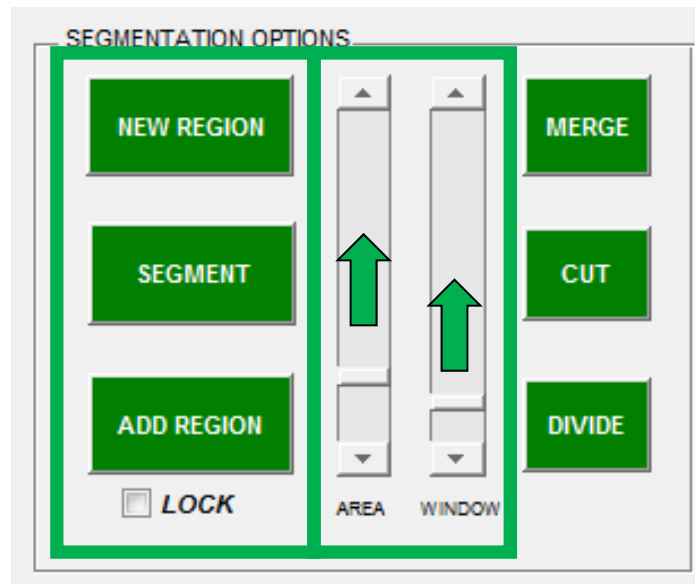 SEGMENTATION OPTIONS
NEW REGION
MERGE
SEGMENT
CUT
ADD REGION
DIVIDE
LOCK
AREA
WINDOW